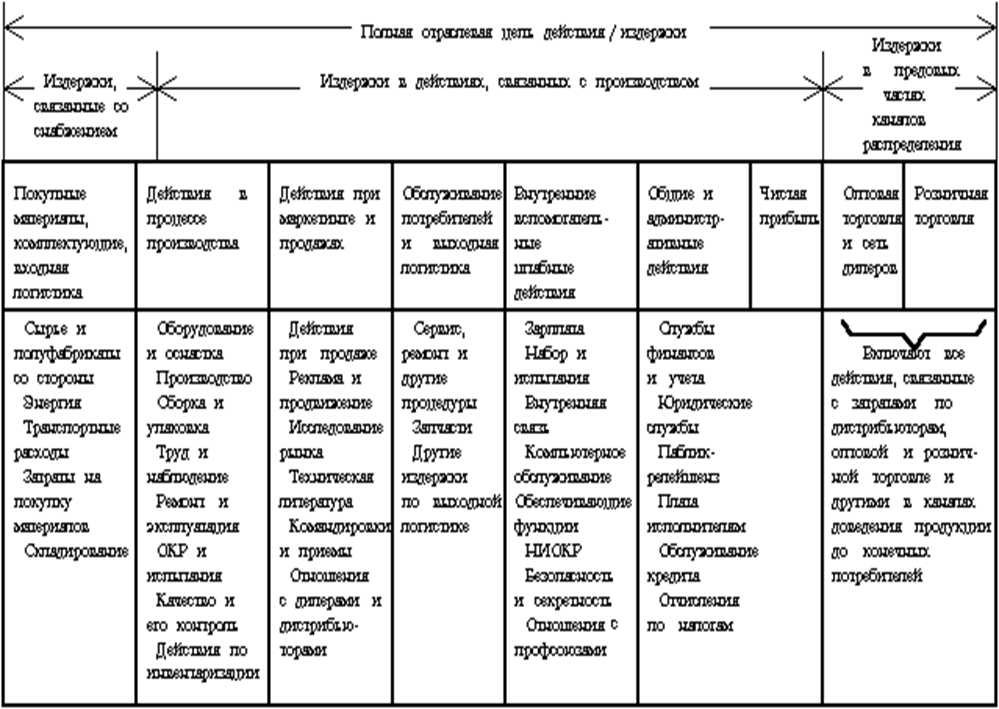 Полная отраслевая цепь действия / издержки
Издержки,
связанные со
снабжением
Издержки в действиях, связанных с производством
Издержки
в предовых
частях
каналов
распределения
Покупные
материалы,
комплектующие,
входная
логистика
Действия в
процессе
производства
Действия при
маркетинге и
продажах
Обслуживание
потребителей
и выходная
логистика
Внутренние
вспомогатель-
ные
штабные
действия
Общие и
администр-
ативные
действия
Чистая
прибыль
Оптовая
торговля
и сеть
дилеров
Розничная
торговля
Сырье и
полуфабрикаты
со стороны
Энергия
Транспортные
расходы
Затраты на
покупку
материалов
Складирование
Оборудование
и оснастка
Производство
Сборка и
упаковка
Труд и
наблюдение
Ремонт и
эксплуатация
ОКР и
испытания
Качество и
его контроль
Действия по
инвентаризации
Действия
при продаже
Реклама и
продвижение
Исследование
рынка
Техническая
литература
Командировки
и приемы
Отношения
с дилерами и
дистрибью-
торами
Сервис,
ремонт и
другие
процедуры
Запчасти
Другие
издержки
по выходной
логистике
Зарплата
Набор и
испытания
Внутренняя
связь
Компьютерное
обслуживание
Обеспечивающие
функции
НИОКР
Безопасность
и секретность
Отношения с
профсоюзами
Службы
финансов
и учета
Юридические
службы
Паблик-
релейшенз
Плата
исполнителям
Обслуживание
кредита
Отчисления
по налогам
Включают все
действия, связанные
с затратами по
дистрибьюторам,
оптовой и рознич-
ной торговле и
другими в каналах
доведения продукции
до конечных
потребителей